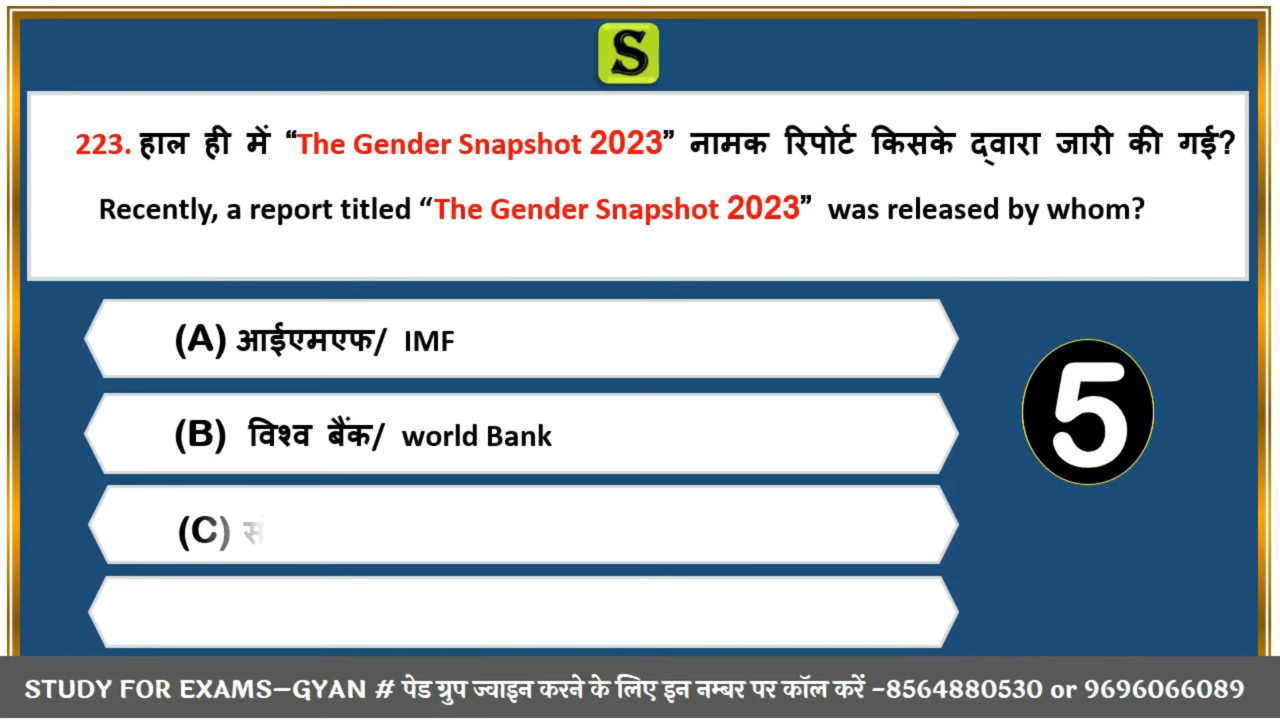 S
223. हाल ही में “The Gender Snapshot 2023” नामक रिपोर्ट किसके द्वारा जारी की गई?
Recently, a report titled “The Gender Snapshot 2023” was released by whom?
(A) आईएमएफ/ IMF
(B) विश्व बैंक/ world Bank
5
(C)
STUDY FOR EXAMS–GYAN # पेड ग्रुप ज्वाइन करने के लिए इन नम्बर पर कॉल करें –8564880530 or 9696066089